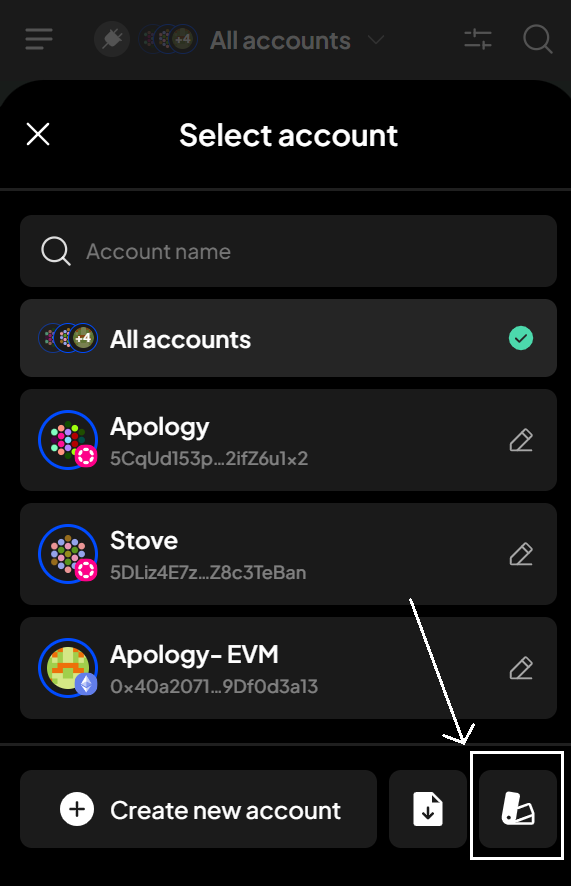 +4 All accounts
Select account
Account name
+4 All accounts
Apology
5CqUd153p...2ifZ6u1x2
Stove
5DLiz4E7z...Z8c3TeBan
Apology- EVM
0x40a2071...9Df0d3a13
Create new account